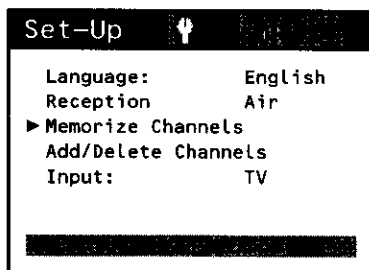 Set-Up
Language: English
Reception Air
▶Memorize Channels
Add/Delete Channels
Input: TV